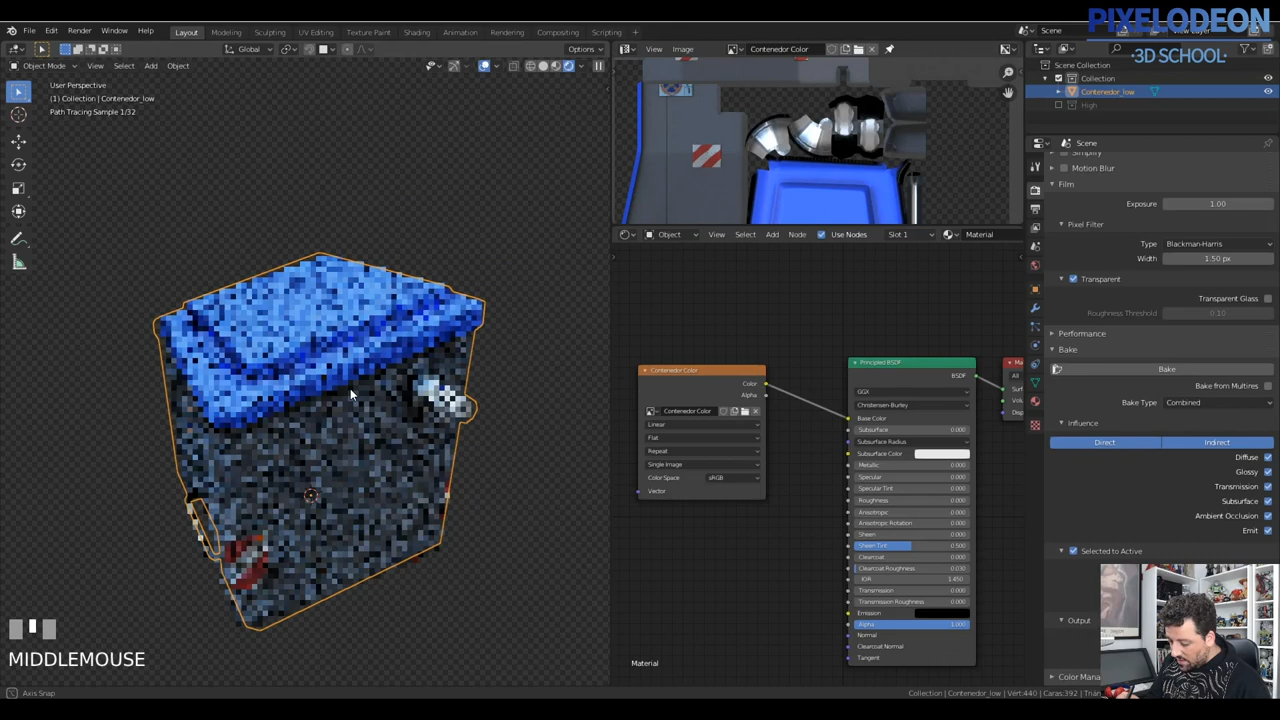 PIXELODEON
·3D SCHOOL·
File Edit Render Window Help
Layout Modeling Sculpting UV Editing Texture Paint Shading Animation Rendering Compositing Scripting
Scene
Global
Options
View Image
Contenedor Color
Object Mode View Select Add Object
User Perspective
(1) Collection | Contenedor_low
Path Tracing Sample 1/32
Scene Collection
Collection
Contenedor_low
High
Scene
Simplify
Motion Blur
Film
Exposure 1.00
Pixel Filter
Type Blackman-Harris
Width 1.50 px
Transparent
Transparent Glass
Roughness Threshold 0.10
Performance
Bake
Bake
Bake from Multires
Bake Type Combined
Influence
Direct Indirect
Diffuse
Glossy
Transmission
Subsurface
Ambient Occlusion
Emit
Selected to Active
Output
Color Mana
Object View Select Add Node Use Nodes Slot 1 Material
Contenedor Color
Color
Alpha
Contenedor Color
Linear
Flat
Repeat
Single Image
Color Space sRGB
Vector
Principled BSDF
BSDF
GGX
Christensen-Burley
Base Color
Subsurface 0.000
Subsurface Radius
Subsurface Color
Metallic 0.000
Specular 0.000
Specular Tint 0.000
Roughness 0.000
Anisotropic 0.000
Anisotropic Rotation 0.000
Sheen 0.000
Sheen Tint 0.500
Clearcoat 0.000
Clearcoat Roughness 0.030
IOR 1.450
Transmission 0.000
Transmission Roughness 0.000
Emission
Alpha 1.000
Normal
Clearcoat Normal
Tangent
Ma
All
Surf
Volu
Disp
Material
MIDDLEMOUSE
Axis Snap
Collection | Contenedor_low | Vért:440 | Caras:392 | Trián